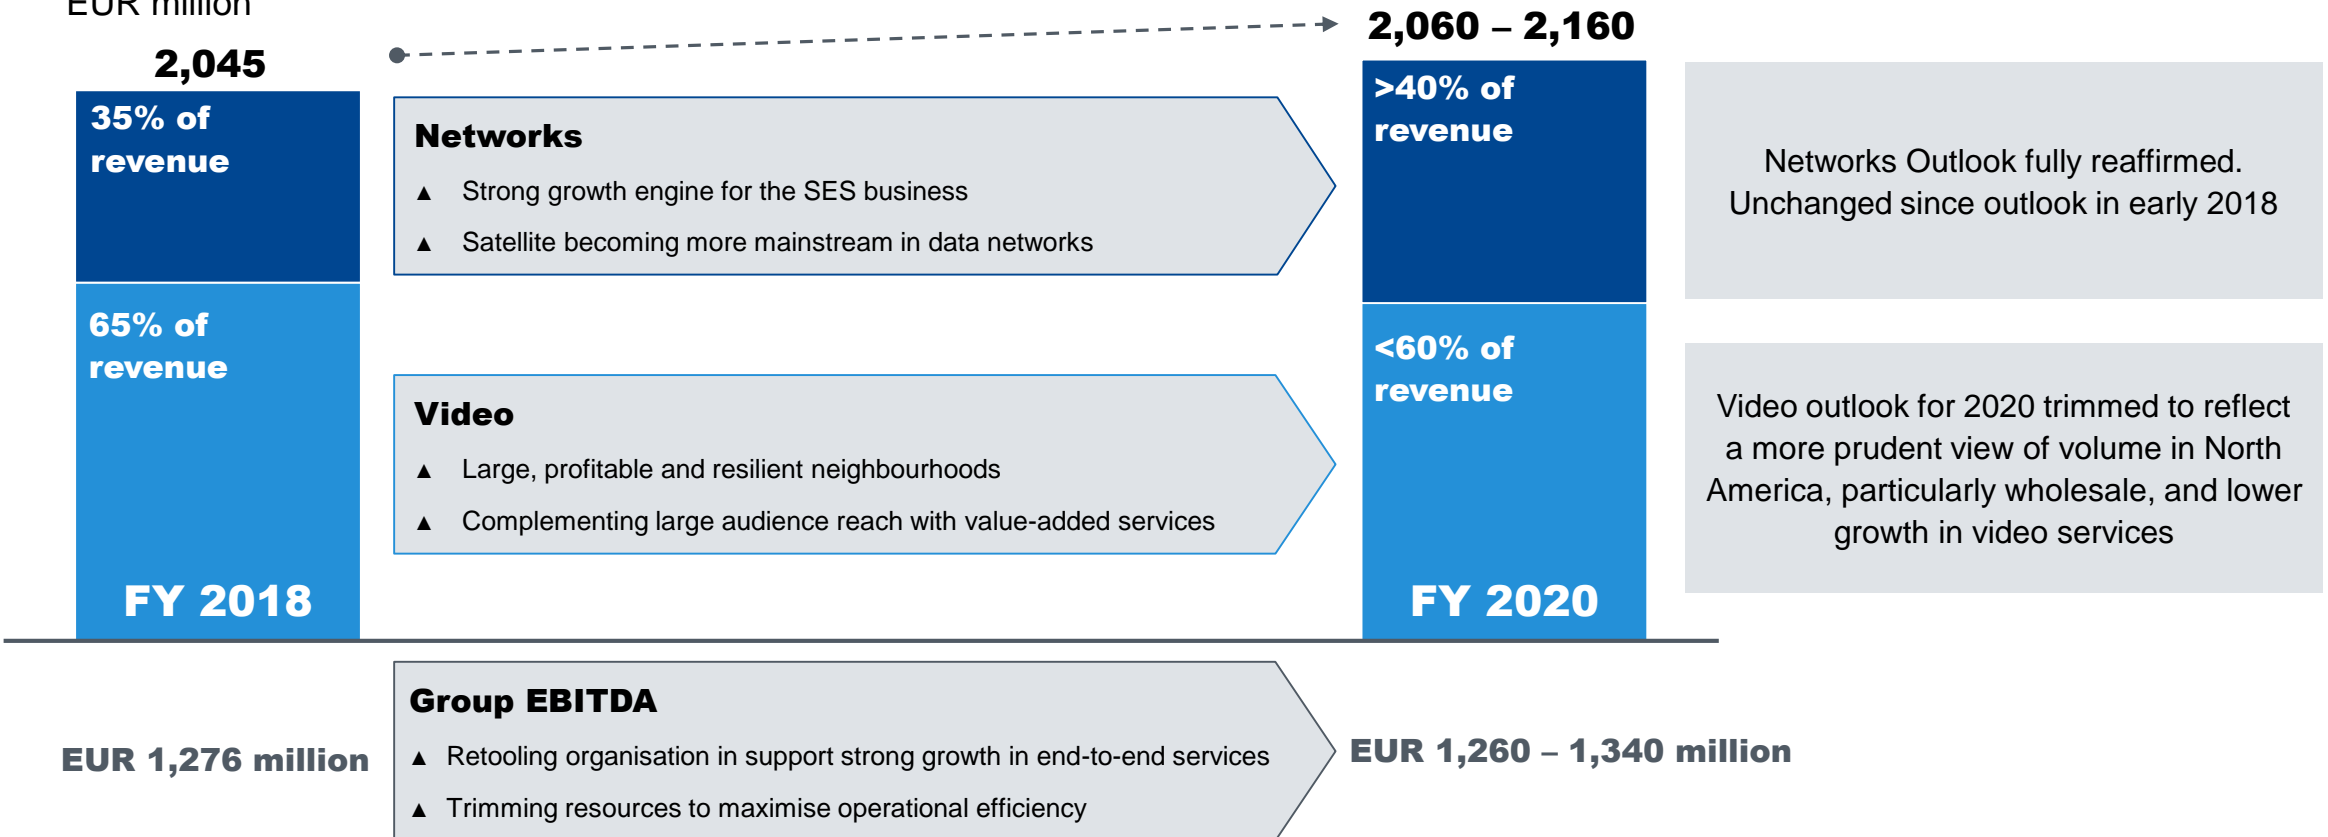 EUR million
2,045
2,060 – 2,160
35% of
revenue
65% of
revenue
FY 2018
Networks
▲ Strong growth engine for the SES business
▲ Satellite becoming more mainstream in data networks
Video
▲ Large, profitable and resilient neighbourhoods
▲ Complementing large audience reach with value-added services
>40% of
revenue
<60% of
revenue
FY 2020
Networks Outlook fully reaffirmed.
Unchanged since outlook in early 2018
Video outlook for 2020 trimmed to reflect
a more prudent view of volume in North
America, particularly wholesale, and lower
growth in video services
EUR 1,276 million
Group EBITDA
▲ Retooling organisation in support strong growth in end-to-end services
▲ Trimming resources to maximise operational efficiency
EUR 1,260 – 1,340 million